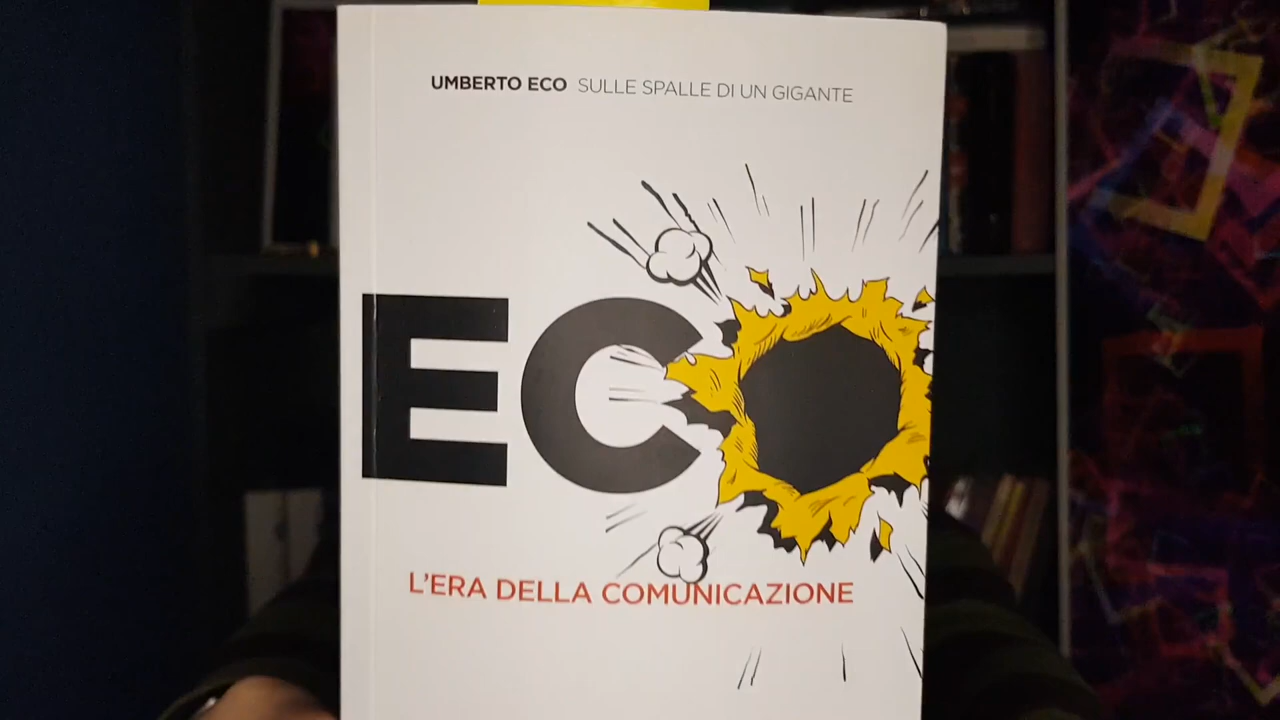 UMBERTO ECO SULLE SPALLE DI UN GIGANTE
ECO
L'ERA DELLA COMUNICAZIONE